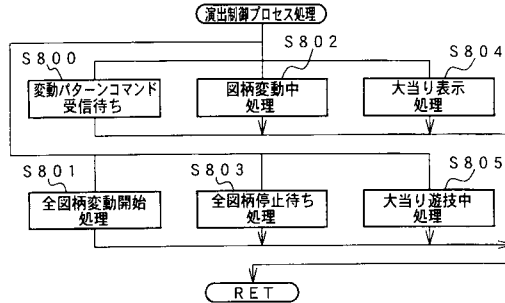 演出制御プロセス処理
S800
S802
S804
変動パターンコマンド
受信待ち
図柄変動中
処理
大当り表示
処理
S801
S803
S805
全図柄変動開始
処理
全図柄停止待ち
処理
大当り遊技中
処理
RET